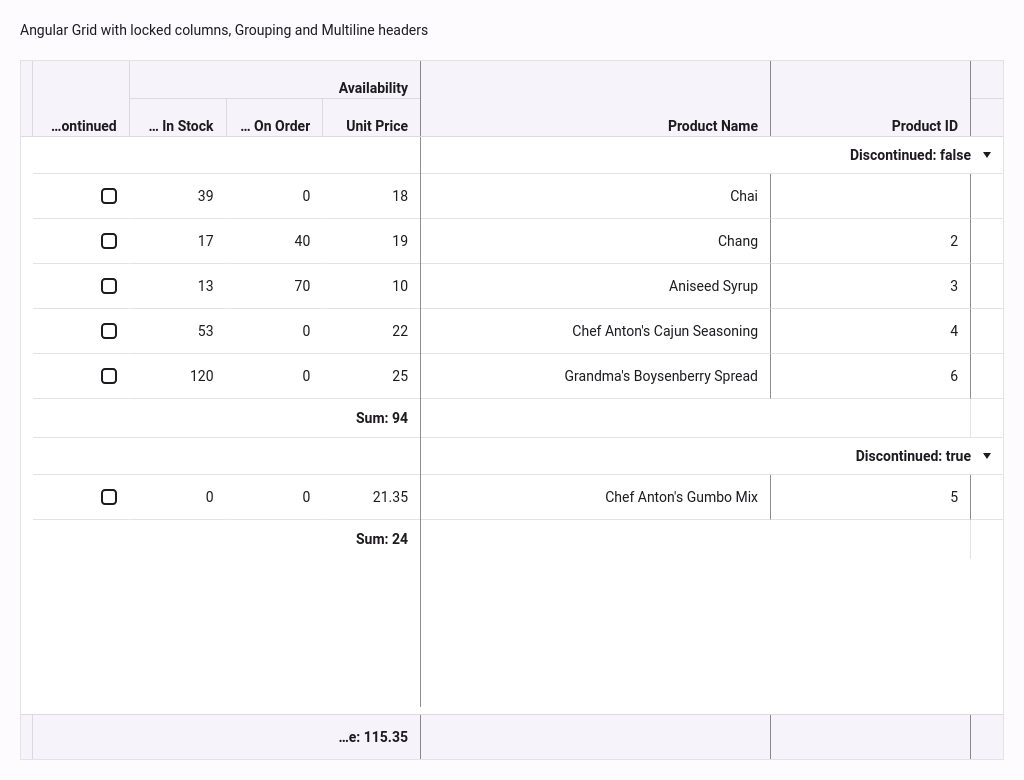 Angular Grid with locked columns, Grouping and Multiline headers
Availability
...ontinued ... In Stock ... On Order Unit Price Product Name Product ID
Discontinued: false
39 0 18 Chai
17 40 19 Chang 2
13 70 10 Aniseed Syrup 3
53 0 22 Chef Anton's Cajun Seasoning 4
120 0 25 Grandma's Boysenberry Spread 6
Sum: 94
Discontinued: true
0 0 21.35 Chef Anton's Gumbo Mix 5
Sum: 24
...e: 115.35